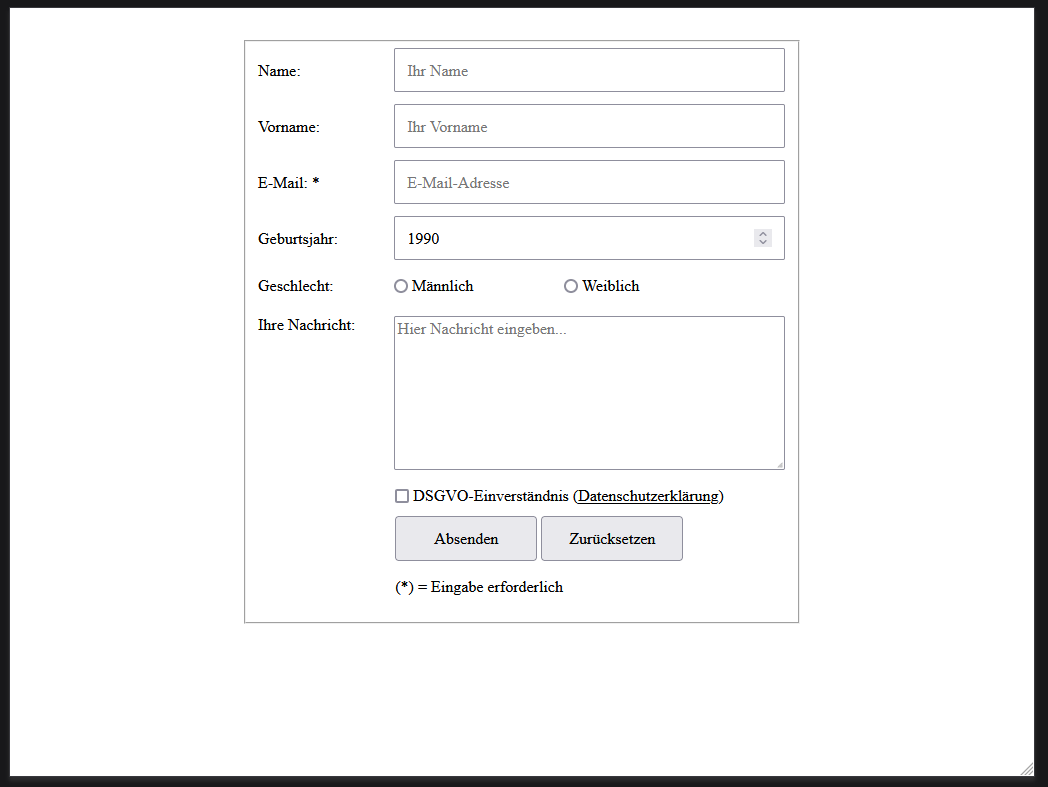 Name: Ihr Name
Vorname: Ihr Vorname
E-Mail: * E-Mail-Adresse
Geburtsjahr: 1990
Geschlecht: Männlich Weiblich
Ihre Nachricht: Hier Nachricht eingeben...
DSGVO-Einverständnis (Datenschutzerklärung)
Absenden Zurücksetzen
(*) = Eingabe erforderlich